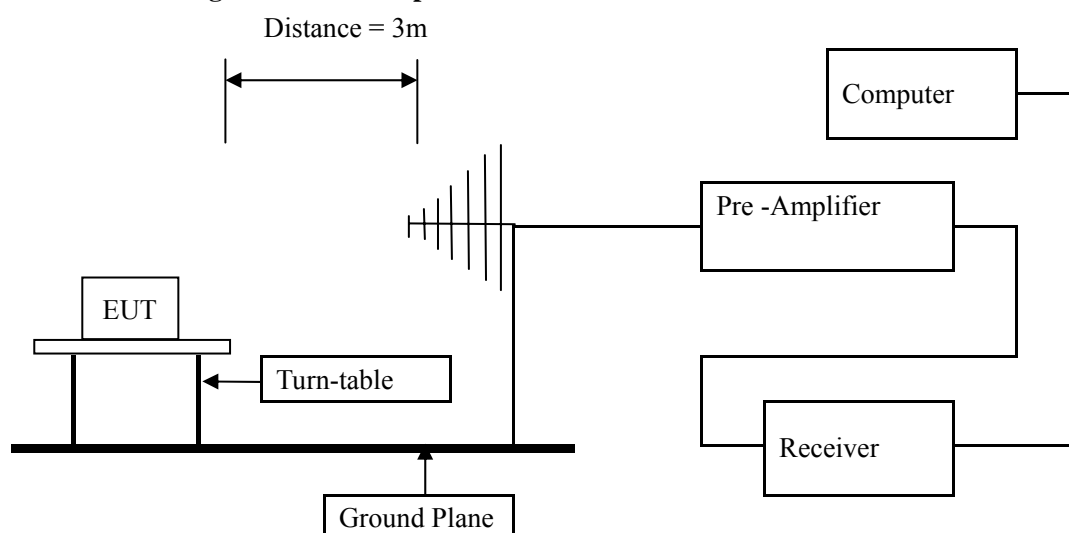 Distance = 3m
Computer
Pre -Amplifier
EUT
Turn-table
Receiver
Ground Plane